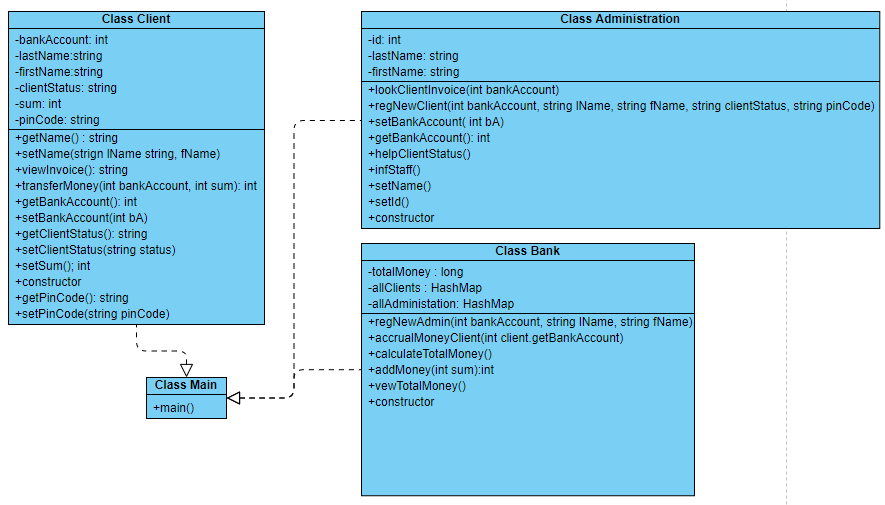 Class Client
-bankAccount: int
-lastName:string
-firstName:string
-clientStatus: string
-sum: int
-pinCode: string
+getName() : string
+setName(strign lName string, fName)
+viewInvoice(): string
+transferMoney(int bankAccount, int sum): int
+getBankAccount(): int
+setBankAccount(int bA)
+getClientStatus(): string
+setClientStatus(string status)
+setSum(); int
+constructor
+getPinCode(): string
+setPinCode(string pinCode)
Class Administration
-id: int
-lastName: string
-firstName: string
+lookClientInvoice(int bankAccount)
+regNewClient(int bankAccount, string lName, string fName, string clientStatus, string pinCode)
+setBankAccount( int bA)
+getBankAccount(): int
+helpClientStatus()
+infStaff()
+setName()
+setId()
+constructor
Class Bank
-totalMoney : long
-allClients : HashMap
-allAdministation: HashMap
+regNewAdmin(int bankAccount, string lName, string fName)
+accrualMoneyClient(int client.getBankAccount)
+calculateTotalMoney()
+addMoney(int sum):int
+vewTotalMoney()
+constructor
Class Main
+main()